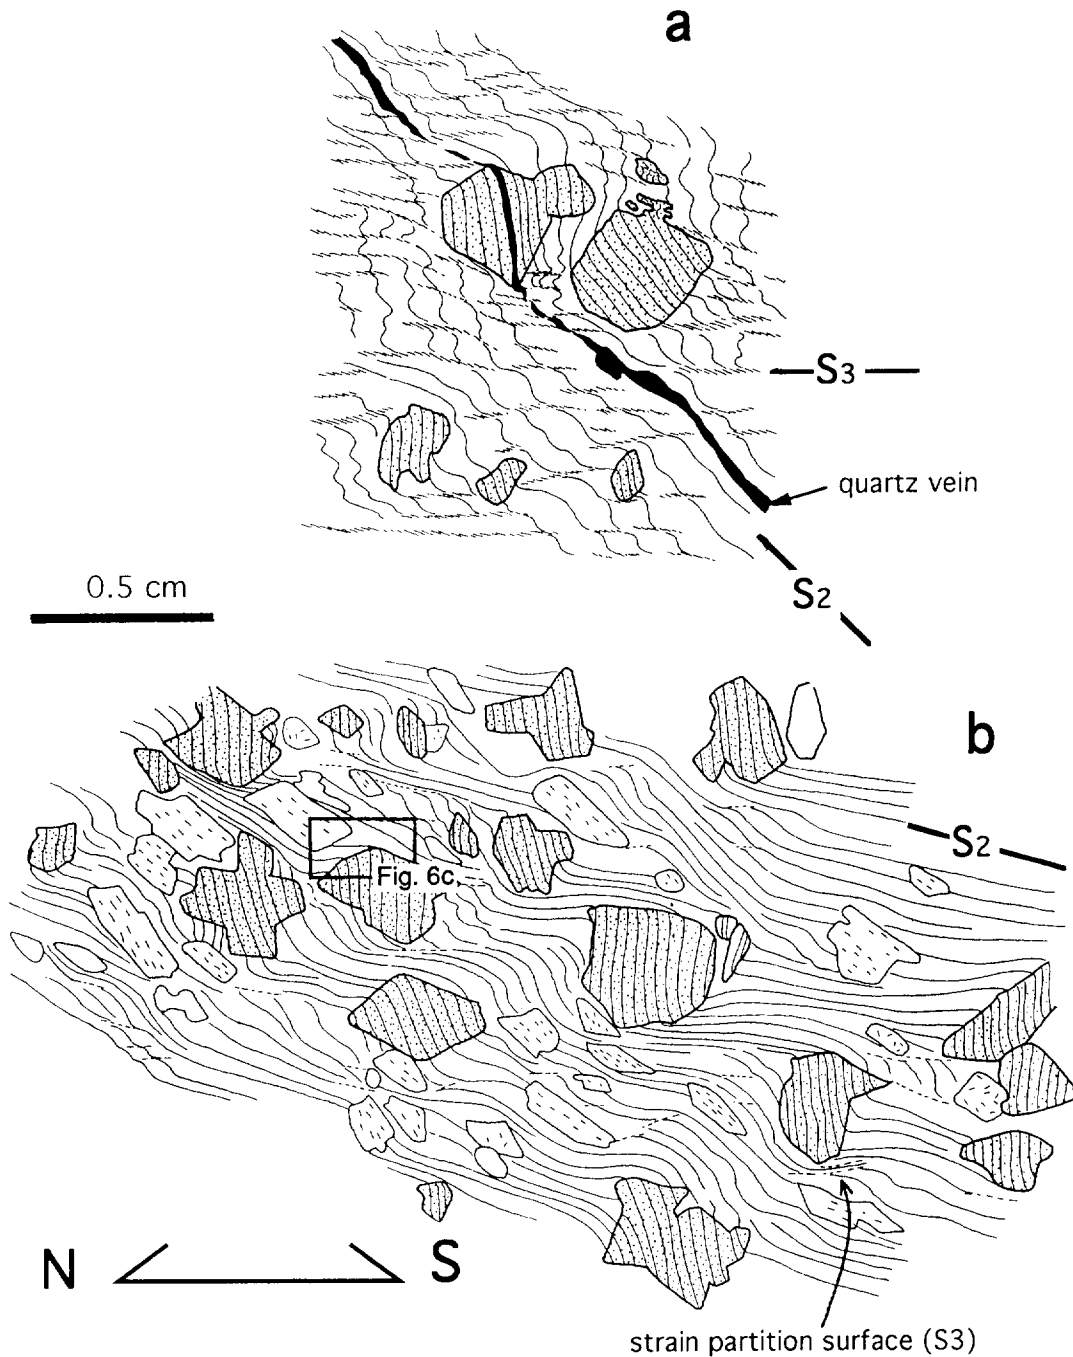 a
S3
quartz vein
0.5 cm
S2
b
S2
Fig. 6c
N S
strain partition surface (S3)